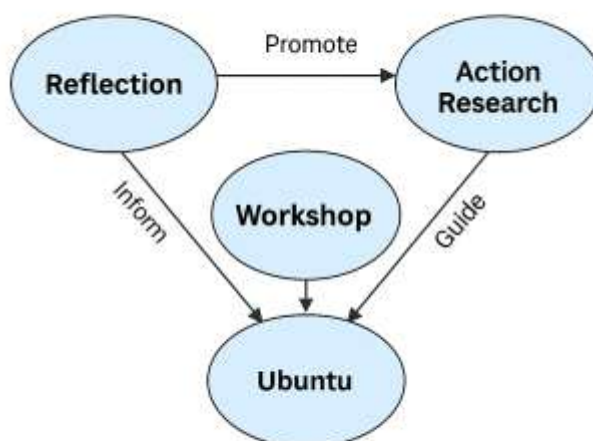 Promote
Reflection
Action
Research
Inform
Workshop
Guide
Ubuntu